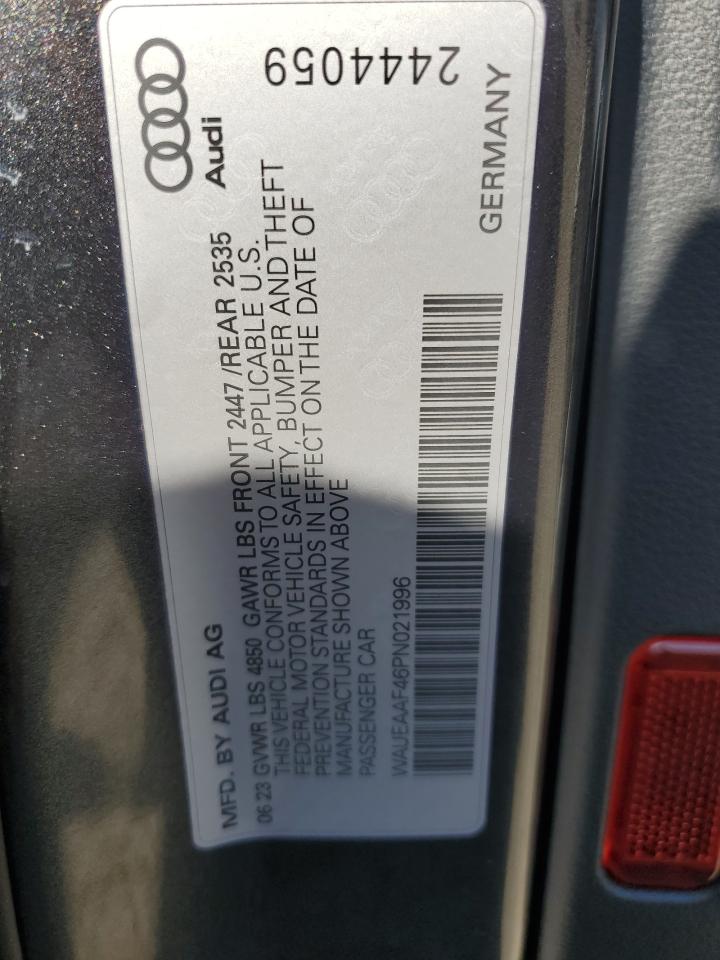 MFD. BY AUDI AG
Audi
06 23 GVWR LBS 4850 GAWR LBS FRONT 2447 /REAR 2535
THIS VEHICLE CONFORMS TO ALL APPLICABLE U.S.
FEDERAL MOTOR VEHICLE SAFETY, BUMPER AND THEFT
PREVENTION STANDARDS IN EFFECT ON THE DATE OF
MANUFACTURE SHOWN ABOVE
PASSENGER CAR
WAUEAAF46PN021996
GERMANY
2444059